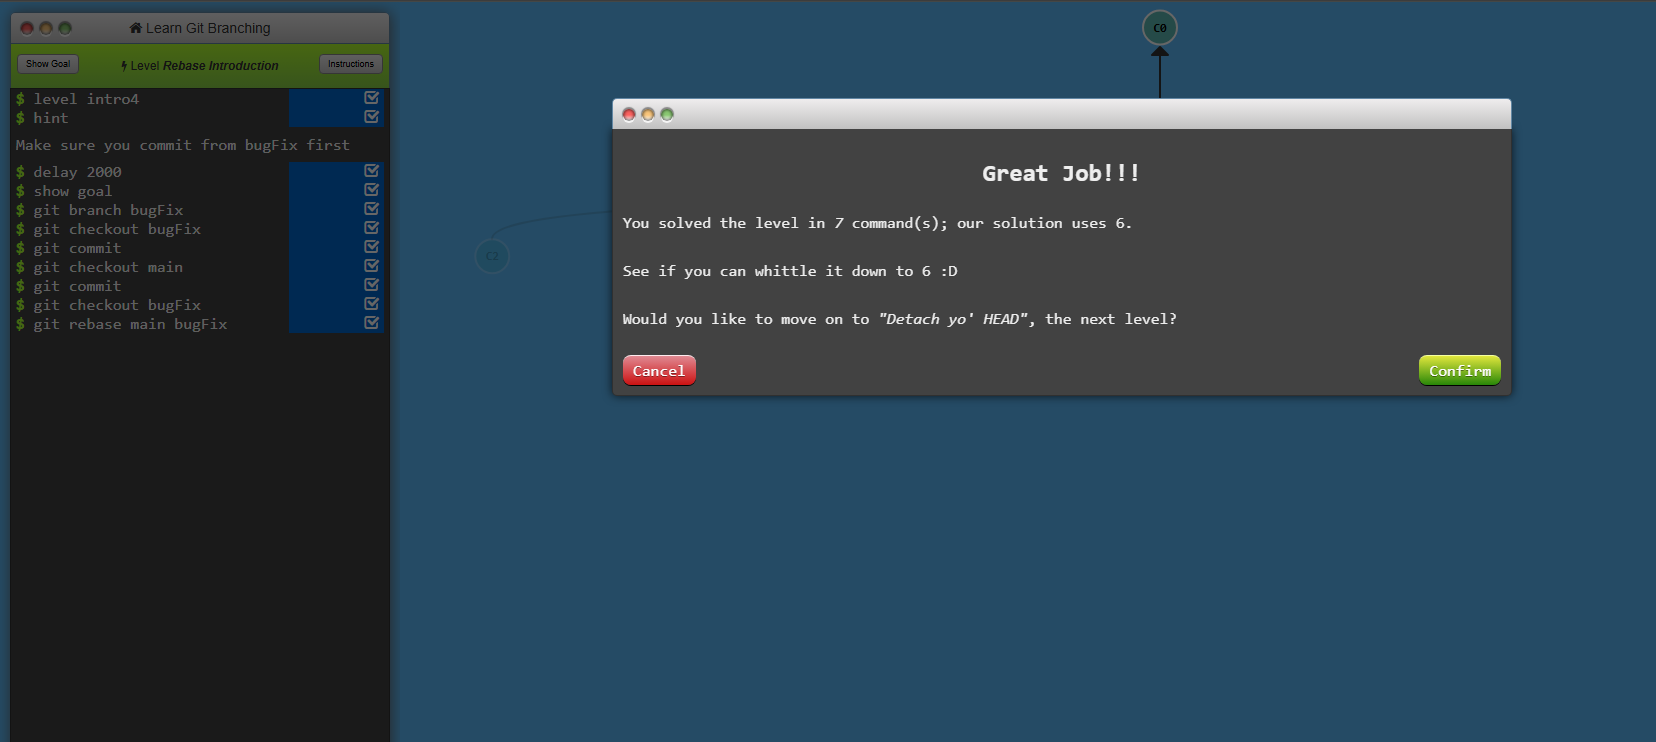 Learn Git Branching
Show Goal
Level Rebase Introduction
Instructions
$ level intro4
$ hint
Make sure you commit from bugFix first
$ delay 2000
$ show goal
$ git branch bugFix
$ git checkout bugFix
$ git commit
$ git checkout main
$ git commit
$ git checkout bugFix
$ git rebase main bugFix
C0
C2
Great Job!!!
You solved the level in 7 command(s); our solution uses 6.
See if you can whittle it down to 6 :D
Would you like to move on to "Detach yo' HEAD", the next level?
Cancel
Confirm